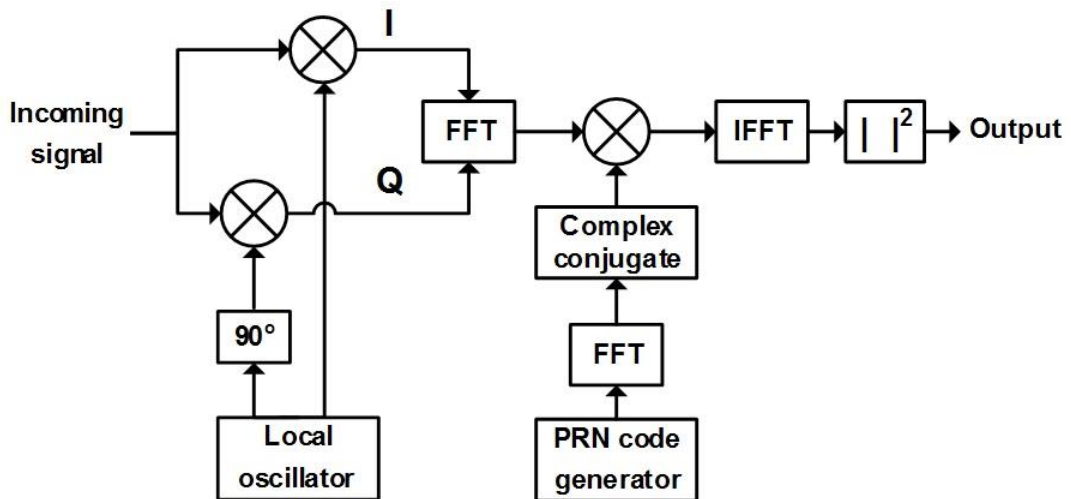 I
Incoming
signal
FFT
IFFT
| |²
Output
Q
Complex
conjugate
90°
FFT
Local
oscillator
PRN code
generator